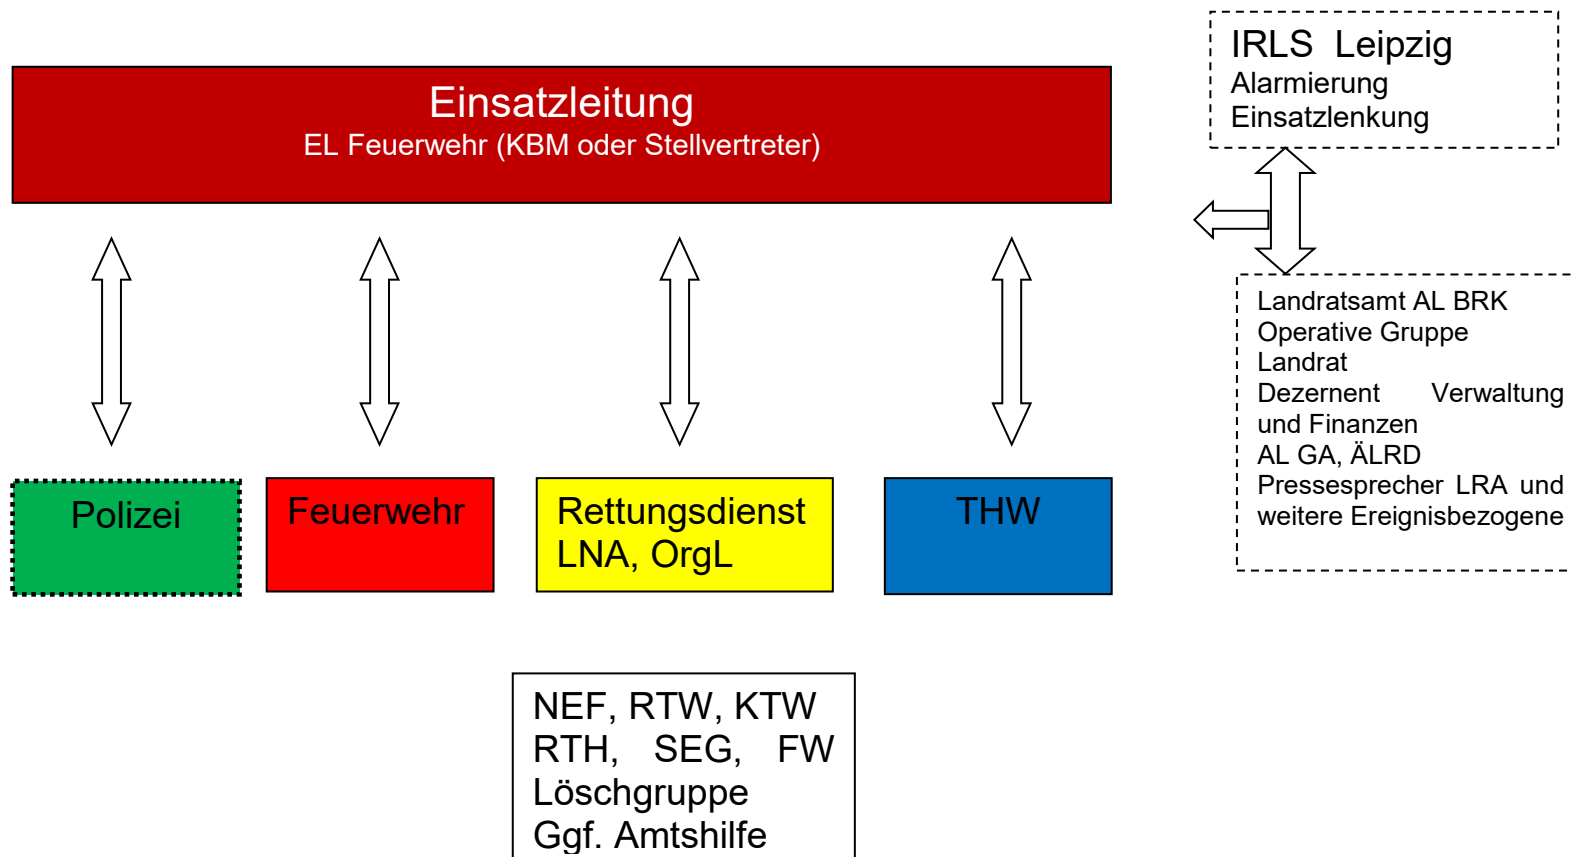 Einsatzleitung
EL Feuerwehr (KBM oder Stellvertreter)
IRLS Leipzig
Alarmierung
Einsatzlenkung
Landratsamt AL BRK
Operative Gruppe
Landrat
Dezernent Verwaltung
und Finanzen
AL GA, ÄLRD
Pressesprecher LRA und
weitere Ereignisbezogene
Polizei
Feuerwehr
Rettungsdienst
LNA, OrgL
THW
NEF, RTW, KTW
RTH, SEG, FW
Löschgruppe
Ggf. Amtshilfe